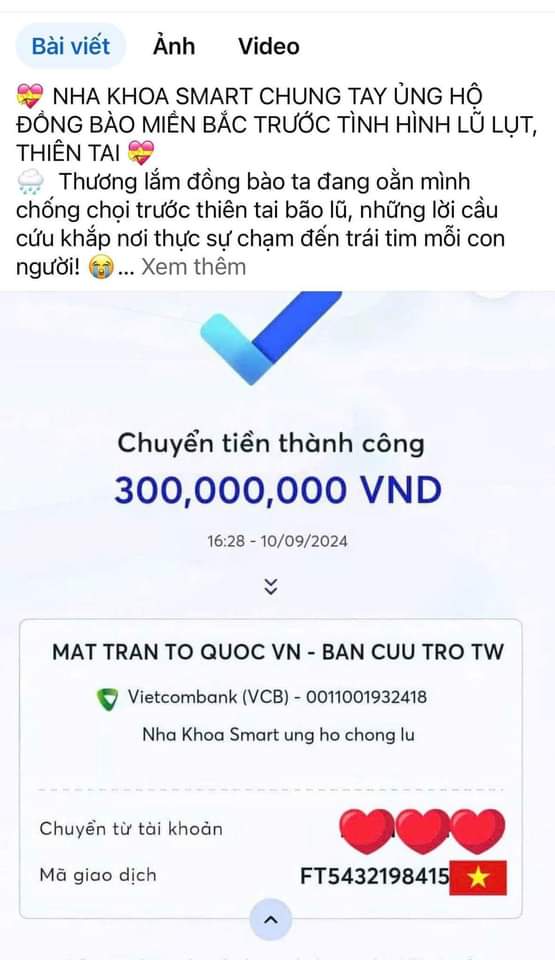 Bài viết Ảnh Video
💝 NHA KHOA SMART CHUNG TAY ỦNG HỘ
ĐỒNG BÀO MIỀN BẮC TRƯỚC TÌNH HÌNH LŨ LỤT,
THIÊN TAI 💝
🌧️ Thương lắm đồng bào ta đang oằn mình
chống chọi trước thiên tai bão lũ, những lời cầu
cứu khắp nơi thực sự chạm đến trái tim mỗi con
người! 😭... Xem thêm
Chuyển tiền thành công
300,000,000 VND
16:28 - 10/09/2024
MAT TRAN TO QUOC VN - BAN CUU TRO TW
Vietcombank (VCB) - 0011001932418
Nha Khoa Smart ung ho chong lu
Chuyển từ tài khoản
Mã giao dịch FT5432198415